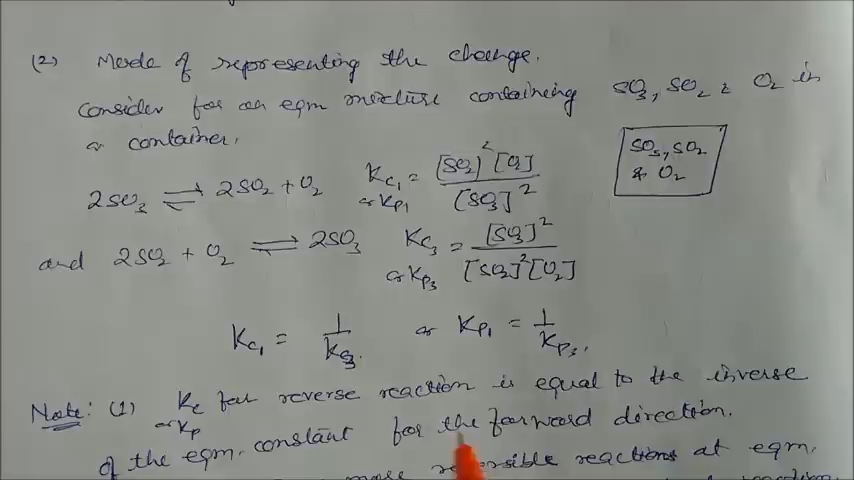 (2) Mode of representing the change.
consider for an eqm mixture containing SO3, SO2 & O2 in
a container.
SO3, SO2
& O2
2SO3 ⇌ 2SO2 + O2 Kc1 = [SO2]^2 [O2] / [SO3]^2
or Kp1
and 2SO2 + O2 ⇌ 2SO3 Kc3 = [SO3]^2 / [SO2]^2 [O2]
or Kp3
Kc1 = 1/Kc3 or Kp1 = 1/Kp3.
Note: (1) Kc for reverse reaction is equal to the inverse
or Kp
of the eqm. constant for the forward direction.
more reversible reactions at eqm.
reaction